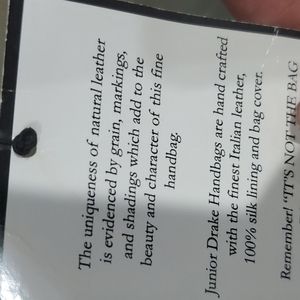 The uniqueness of natural leather
is evidenced by grain, markings,
and shadings which add to the
beauty and character of this fine
handbag.
Junior Drake Handbags are hand crafted
with the finest Italian leather,
100% silk lining and bag cover.
Remember! "IT'S NOT THE BAG